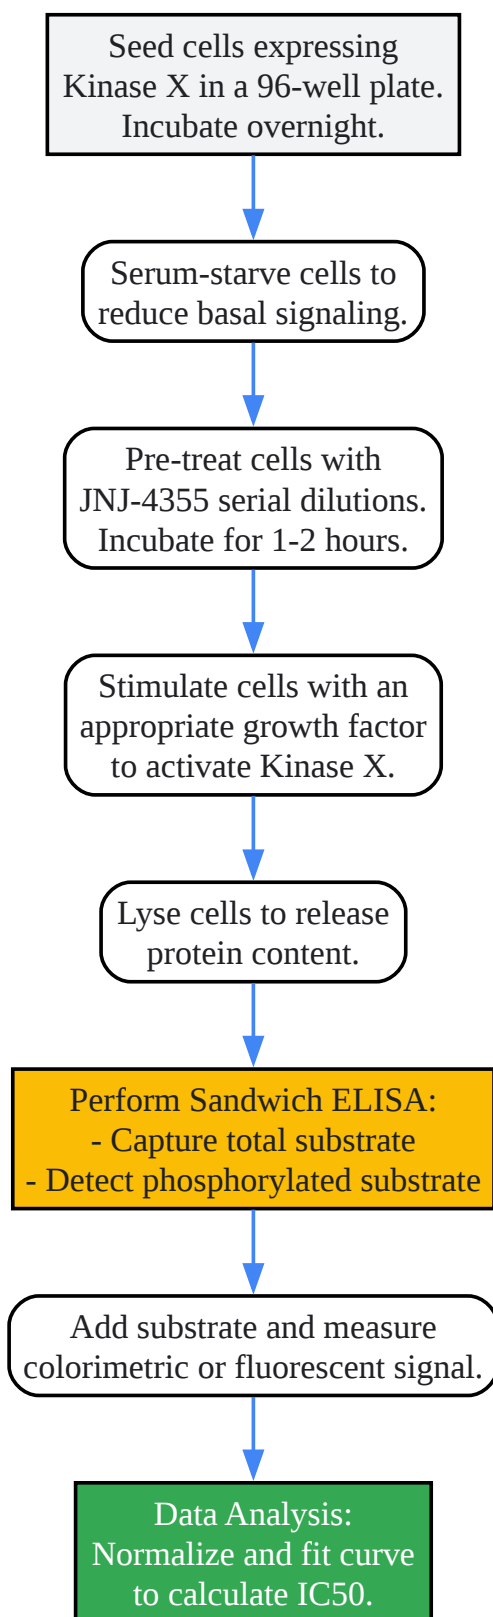 Seed cells expressing
Kinase X in a 96-well plate.
Incubate overnight.
Serum-starve cells to
reduce basal signaling.
Pre-treat cells with
JNJ-4355 serial dilutions.
Incubate for 1-2 hours.
Stimulate cells with an
appropriate growth factor
to activate Kinase X.
Lyse cells to release
protein content.
Perform Sandwich ELISA:
- Capture total substrate
- Detect phosphorylated substrate
Add substrate and measure
colorimetric or fluorescent signal.
Data Analysis:
Normalize and fit curve
to calculate IC50.